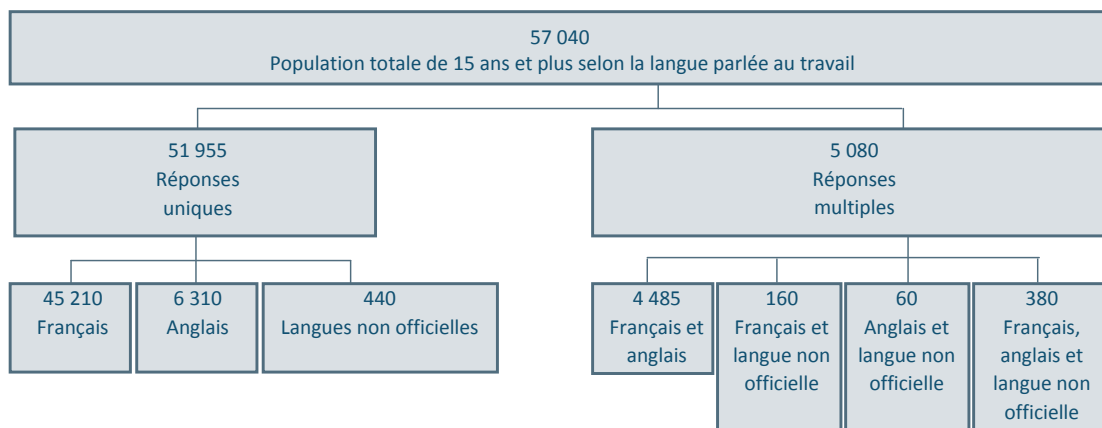 57 040
Population totale de 15 ans et plus selon la langue parlée au travail
51 955
Réponses
uniques
5 080
Réponses
multiples
45 210
Français
6 310
Anglais
440
Langues non officielles
4 485
Français et
anglais
160
Français et
langue non
officielle
60
Anglais et
langue non
officielle
380
Français,
anglais et
langue non
officielle